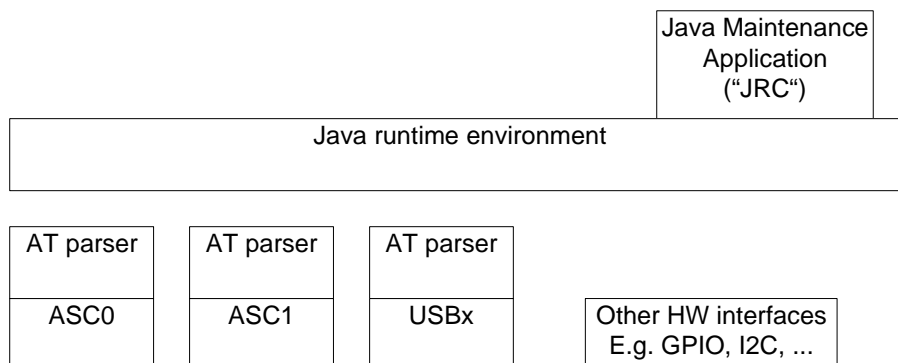 Java Maintenance
Application
(“JRC“)
Java runtime environment
AT parser
AT parser
AT parser
ASC0
ASC1
USBx
Other HW interfaces
E.g. GPIO, I2C, ...